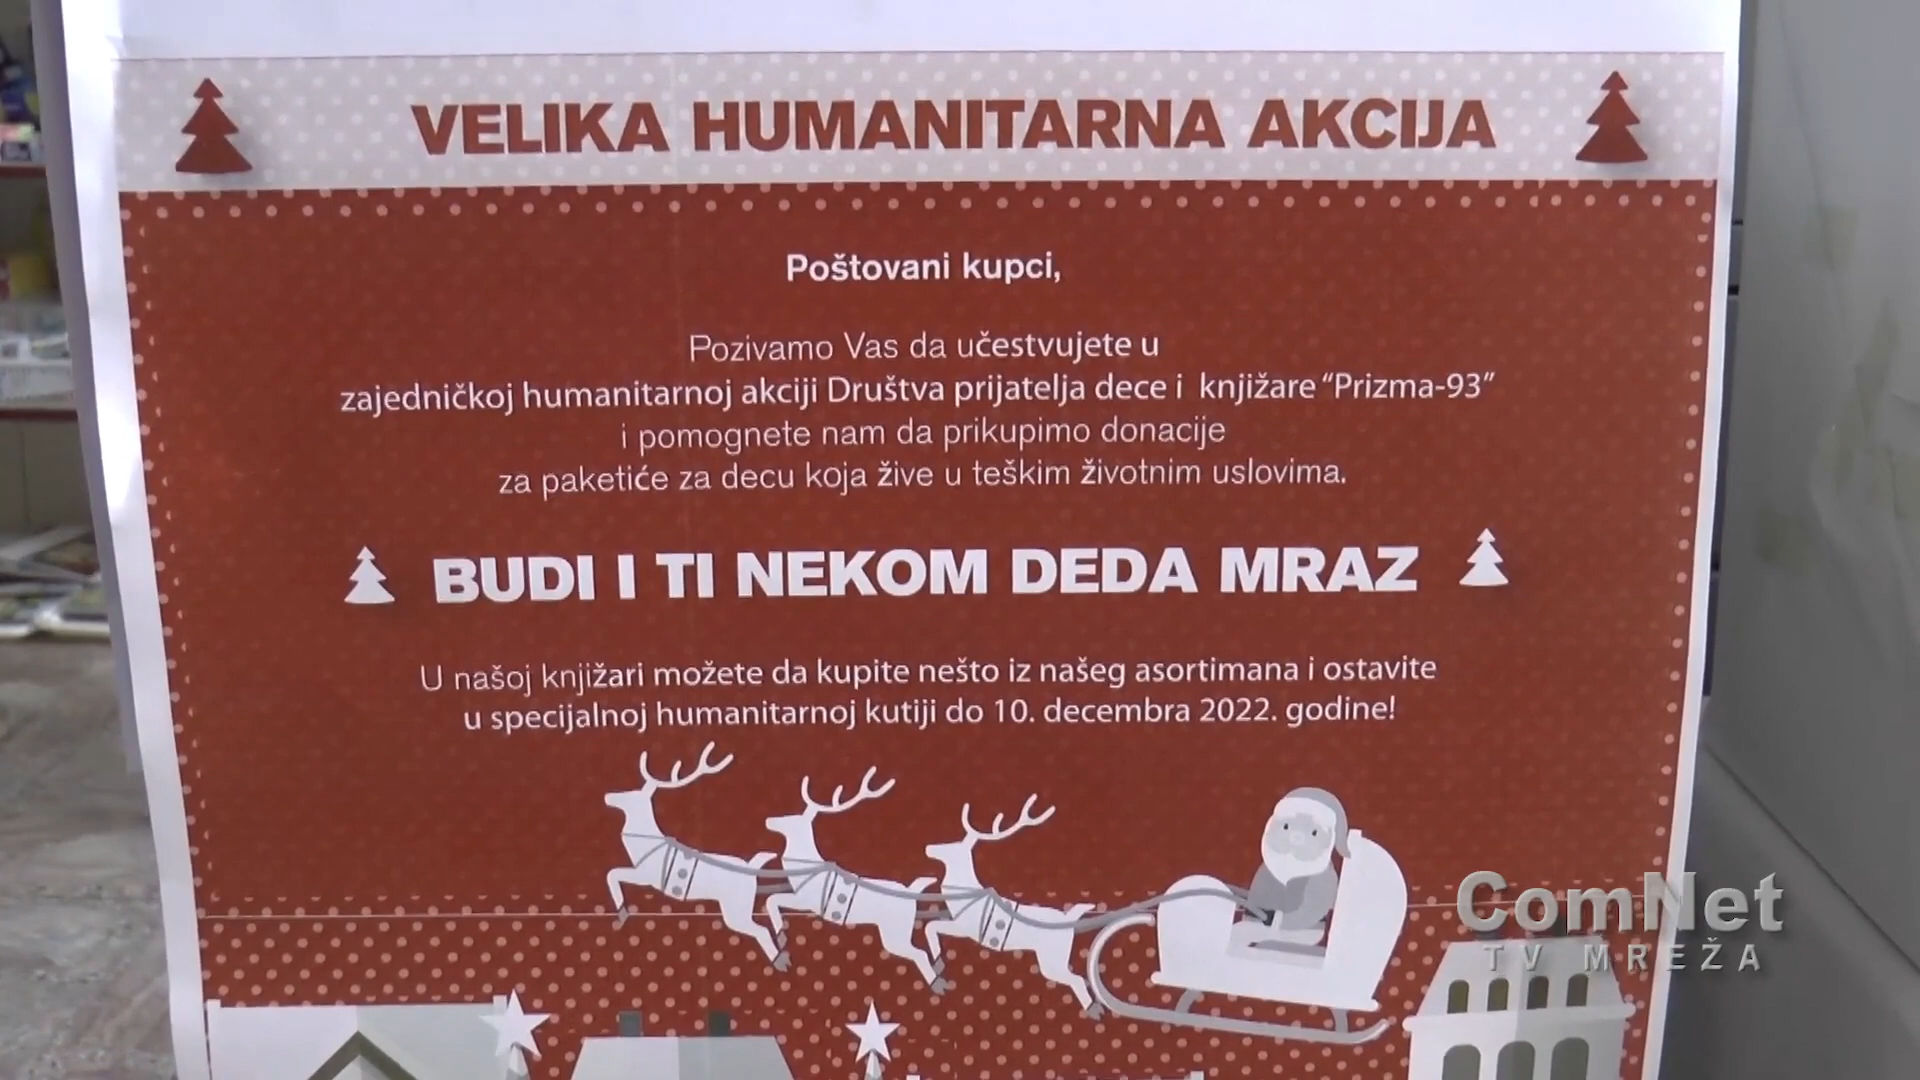 VELIKA HUMANITARNA AKCIJA
Poštovani kupci,
Pozivamo Vas da učestvujete u
zajedničkoj humanitarnoj akciji Društva prijatelja dece i knjižare “Prizma-93”
i pomognete nam da prikupimo donacije
za paketiće za decu koja žive u teškim životnim uslovima.
BUDI I TI NEKOM DEDA MRAZ
U našoj knjižari možete da kupite nešto iz našeg asortimana i ostavite
u specijalnoj humanitarnoj kutiji do 10. decembra 2022. godine!
ComNet
TV MREŽA